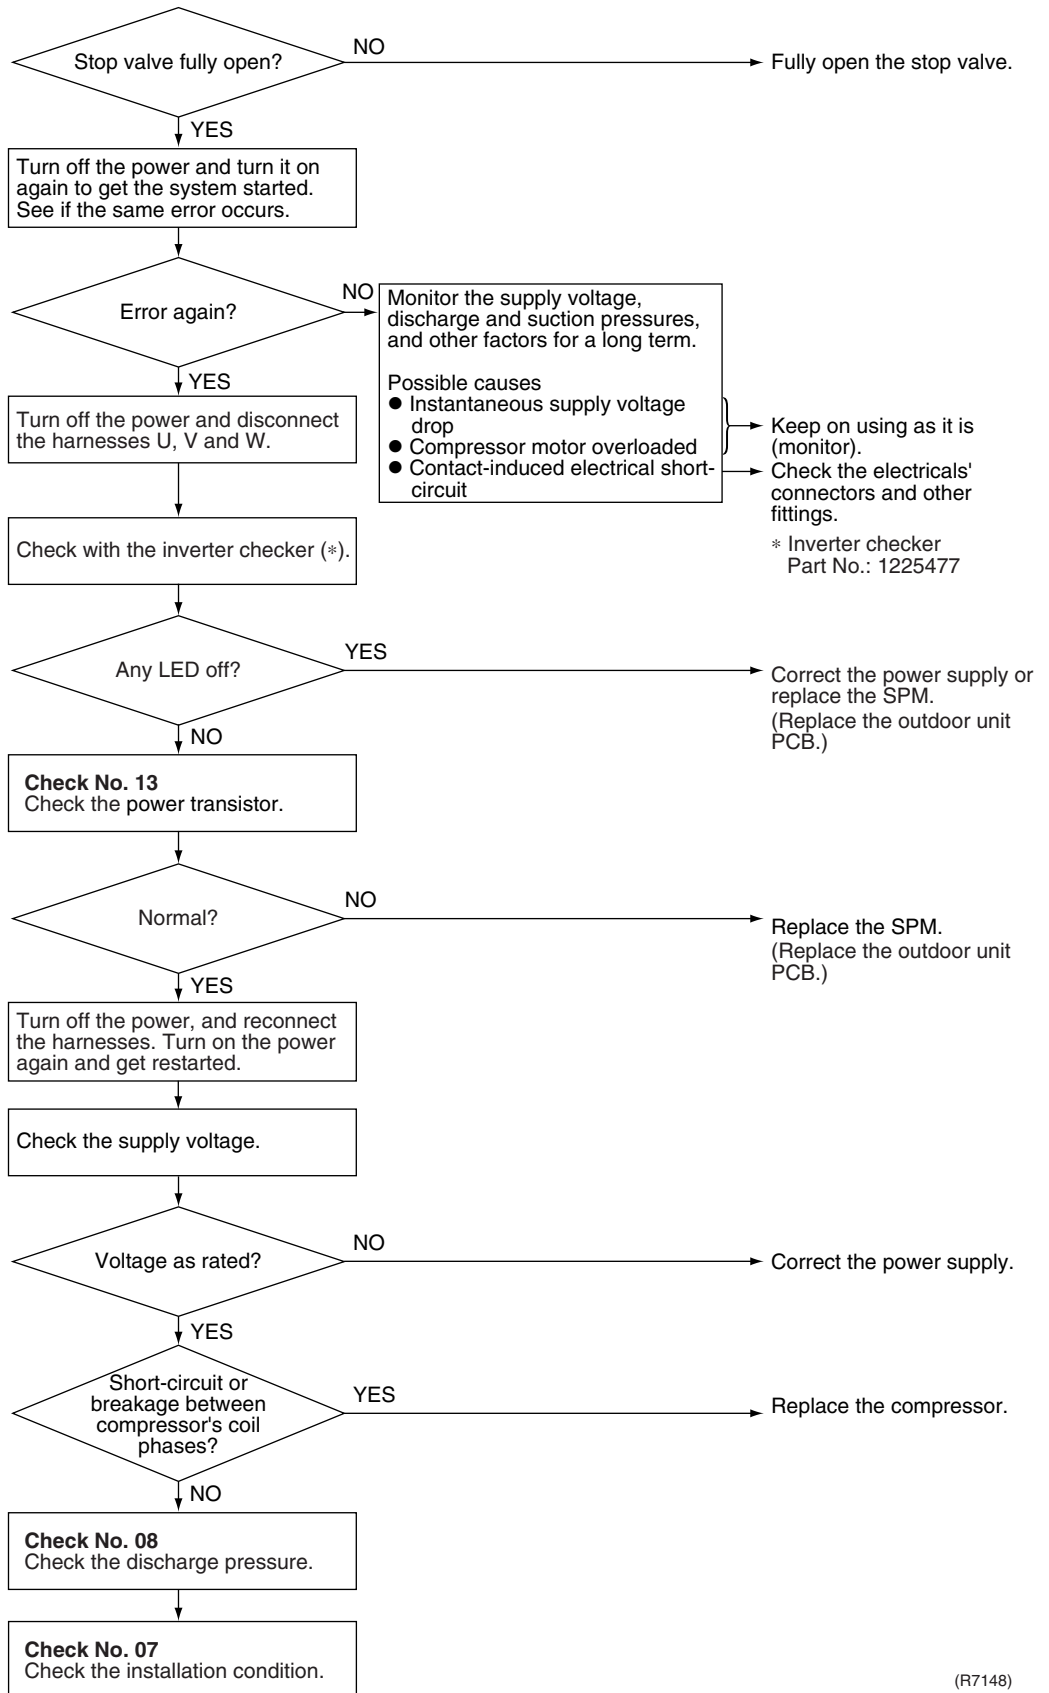 Stop valve fully open?
NO
Fully open the stop valve.
YES
Turn off the power and turn it on
again to get the system started.
See if the same error occurs.
Error again?
NO
Monitor the supply voltage,
discharge and suction pressures,
and other factors for a long term.
Possible causes
● Instantaneous supply voltage
drop
● Compressor motor overloaded
● Contact-induced electrical short-
circuit
Keep on using as it is
(monitor).
Check the electricals'
connectors and other
fittings.
* Inverter checker
Part No.: 1225477
YES
Turn off the power and disconnect
the harnesses U, V and W.
Check with the inverter checker (*).
Any LED off?
YES
Correct the power supply or
replace the SPM.
(Replace the outdoor unit
PCB.)
NO
Check No. 13
Check the power transistor.
Normal?
NO
Replace the SPM.
(Replace the outdoor unit
PCB.)
YES
Turn off the power, and reconnect
the harnesses. Turn on the power
again and get restarted.
Check the supply voltage.
Voltage as rated?
NO
Correct the power supply.
YES
Short-circuit or
breakage between
compressor's coil
phases?
YES
Replace the compressor.
NO
Check No. 08
Check the discharge pressure.
Check No. 07
Check the installation condition.
(R7148)